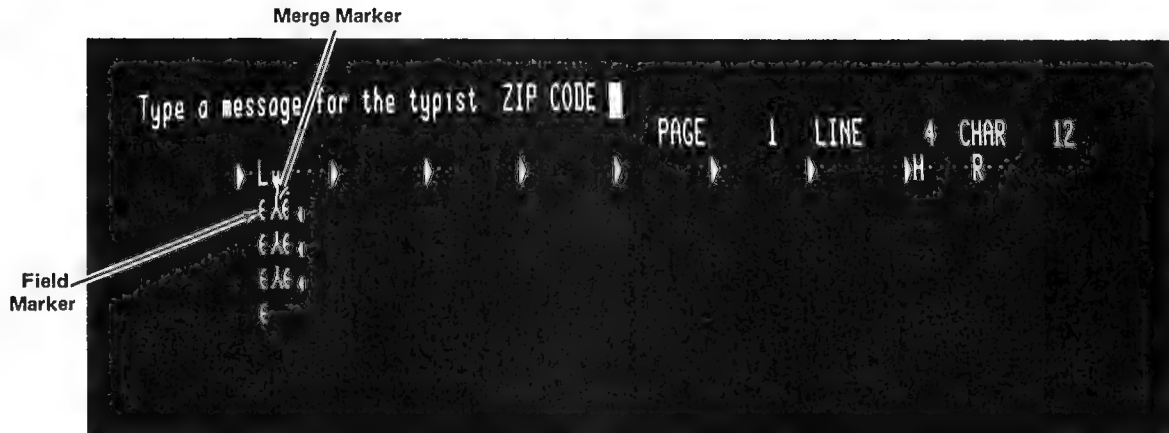 Merge Marker
Type a message for the typist ZIP CODE
PAGE 1 LINE 4 CHAR 12
L H R
Field
Marker